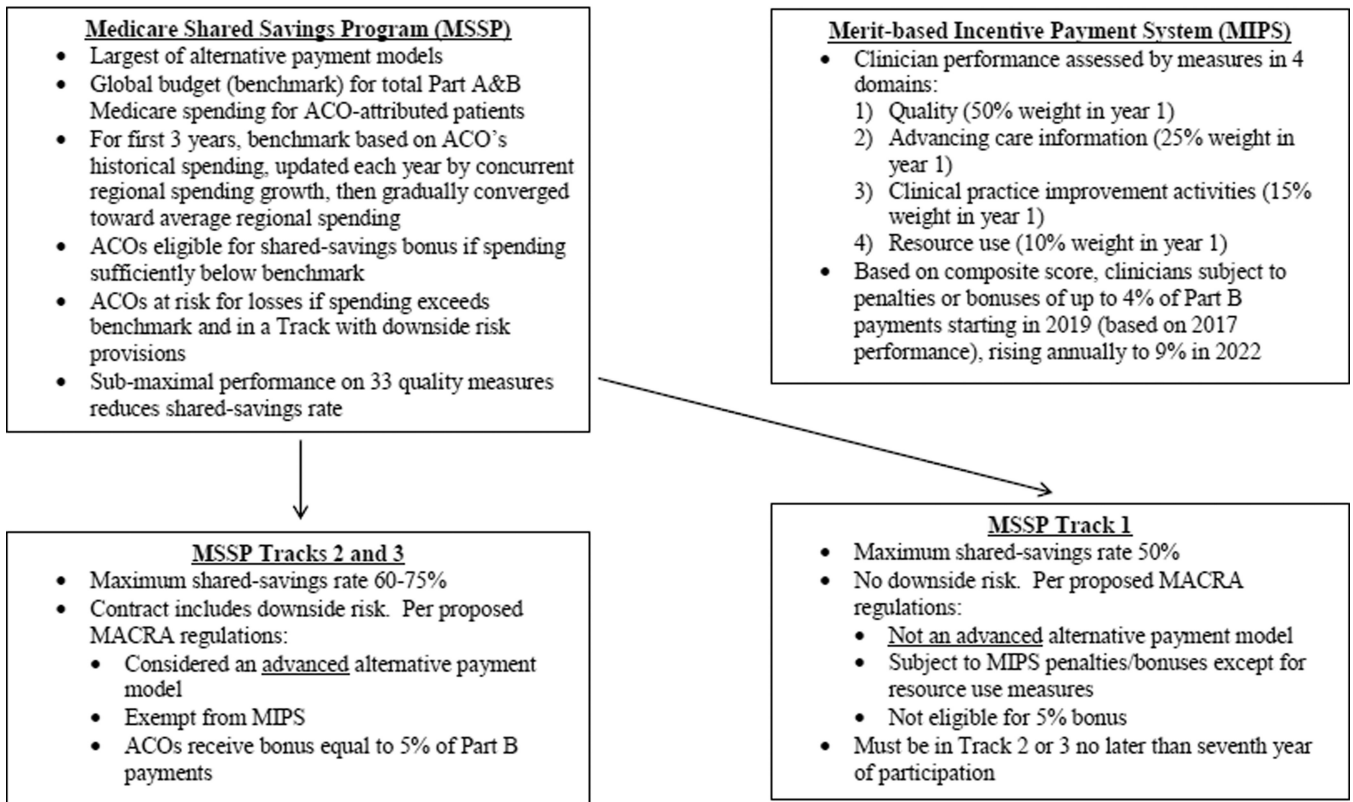 Medicare Shared Savings Program (MSSP)
• Largest of alternative payment models
• Global budget (benchmark) for total Part A&B
Medicare spending for ACO-attributed patients
• For first 3 years, benchmark based on ACO’s
historical spending, updated each year by concurrent
regional spending growth, then gradually converged
toward average regional spending
• ACOs eligible for shared-savings bonus if spending
sufficiently below benchmark
• ACOs at risk for losses if spending exceeds
benchmark and in a Track with downside risk
provisions
• Sub-maximal performance on 33 quality measures
reduces shared-savings rate
Merit-based Incentive Payment System (MIPS)
• Clinician performance assessed by measures in 4
domains:
1) Quality (50% weight in year 1)
2) Advancing care information (25% weight in
year 1)
3) Clinical practice improvement activities (15%
weight in year 1)
4) Resource use (10% weight in year 1)
• Based on composite score, clinicians subject to
penalties or bonuses of up to 4% of Part B
payments starting in 2019 (based on 2017
performance), rising annually to 9% in 2022
MSSP Tracks 2 and 3
• Maximum shared-savings rate 60-75%
• Contract includes downside risk.  Per proposed
MACRA regulations:
• Considered an advanced alternative payment
model
• Exempt from MIPS
• ACOs receive bonus equal to 5% of Part B
payments
MSSP Track 1
• Maximum shared-savings rate 50%
• No downside risk.  Per proposed MACRA
regulations:
• Not an advanced alternative payment model
• Subject to MIPS penalties/bonuses except for
resource use measures
• Not eligible for 5% bonus
• Must be in Track 2 or 3 no later than seventh year
of participation